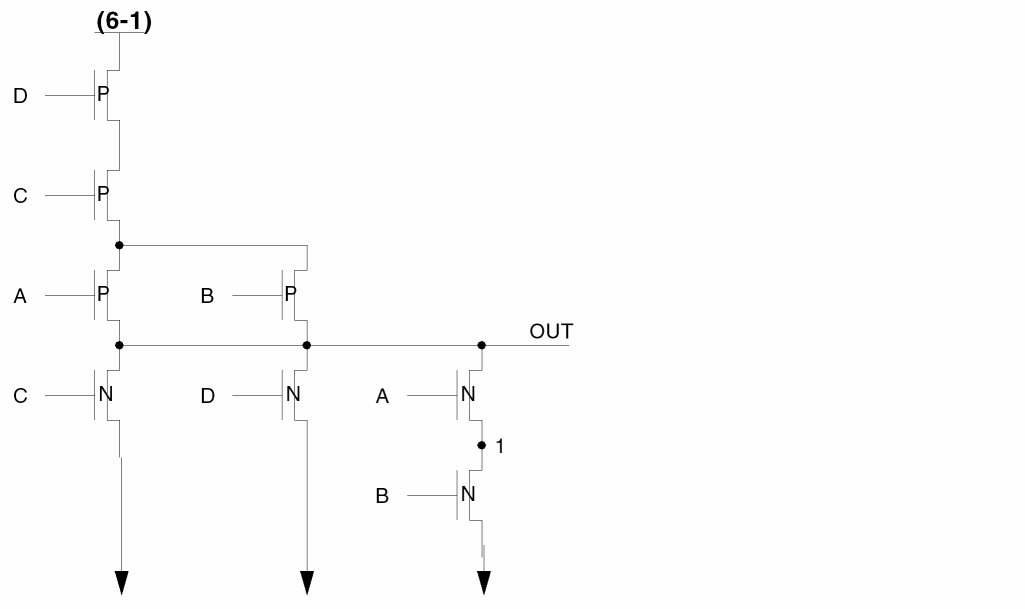 (6-1)
D P
C P
A P B P
OUT
C N D N A N
1
B N